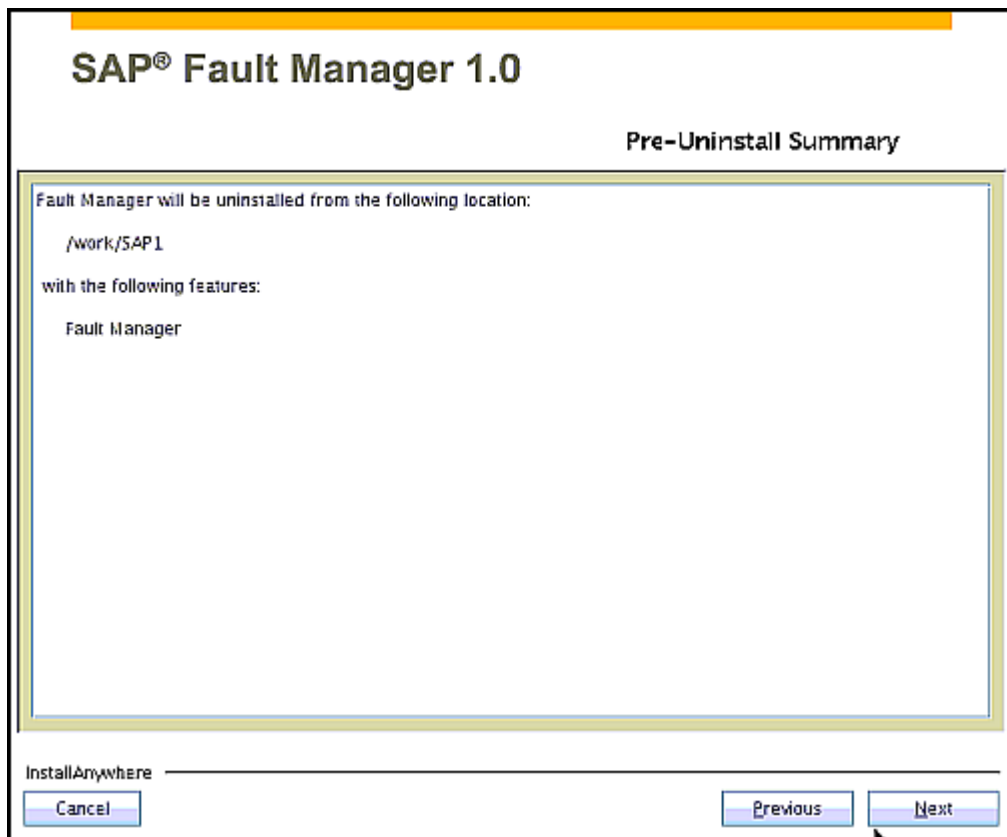 SAP® Fault Manager 1.0
Pre-Uninstall Summary
Fault Manager will be uninstalled from the following location:
/work/SAP1
with the following features:
Fault Manager
InstallAnywhere
Cancel
Previous
Next